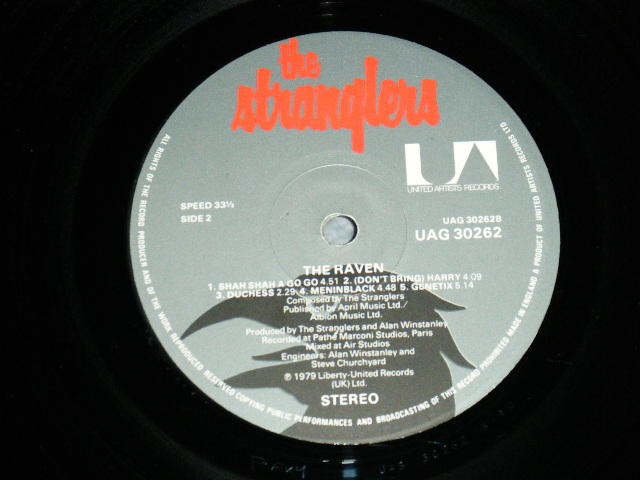 the
stranglers
UA
UNITED ARTISTS RECORDS
SPEED 33⅓
SIDE 2
UAG 30262B
UAG 30262
THE RAVEN
1. SHAH SHAH A GO GO 4.51 2. (DON'T BRING) HARRY 4.09
3. DUCHESS 2.29 4. MENINBLACK 4.48 5. GENETIX 5.14
Composed by The Stranglers
Published by April Music Ltd./
Albion Music Ltd.
Produced by The Stranglers and Alan Winstanley
Recorded at Pathe Marconi Studios, Paris
Mixed at Air Studios
Engineers: Alan Winstanley and
Steve Churchyard
℗ 1979 Liberty-United Records
(UK) Ltd.
STEREO
ALL RIGHTS OF THE RECORD PRODUCER AND OF THE WORK REPRODUCED RESERVED COPYING PUBLIC PERFORMANCES AND BROADCASTING OF THIS RECORD PROHIBITED MADE IN ENGLAND A PRODUCT OF UNITED ARTISTS RECORDS LTD
UAG